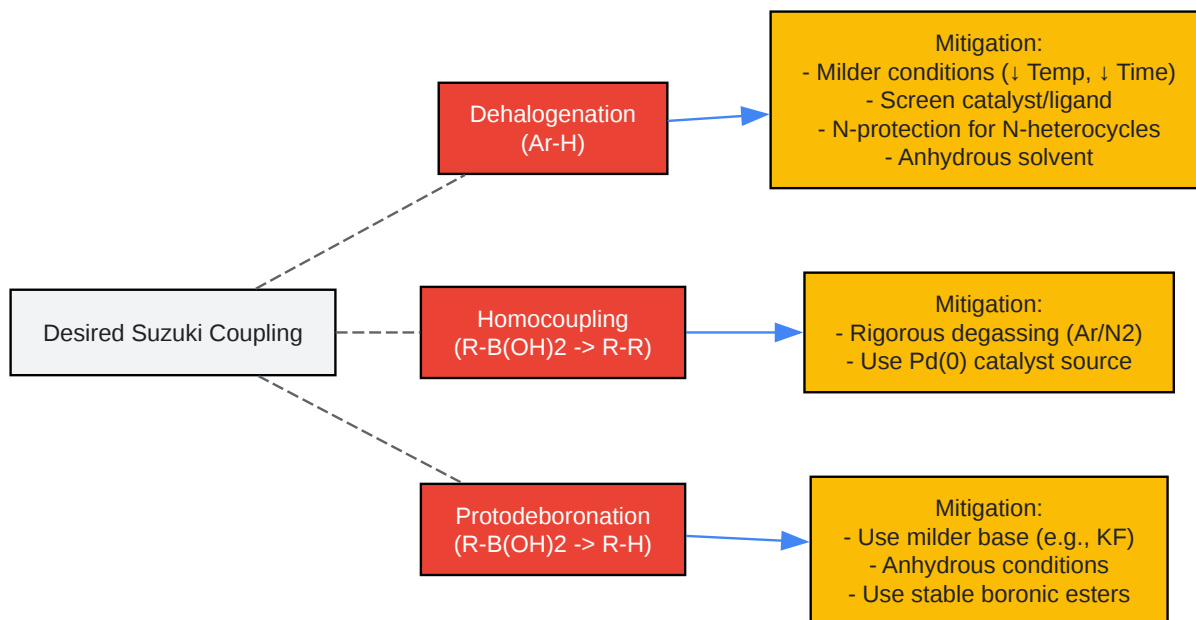 Desired Suzuki Coupling
Dehalogenation
(Ar-H)
Mitigation:
- Milder conditions (↓ Temp, ↓ Time)
- Screen catalyst/ligand
- N-protection for N-heterocycles
- Anhydrous solvent
Homocoupling
(R-B(OH)2 -> R-R)
Mitigation:
- Rigorous degassing (Ar/N2)
- Use Pd(0) catalyst source
Protodeboronation
(R-B(OH)2 -> R-H)
Mitigation:
- Use milder base (e.g., KF)
- Anhydrous conditions
- Use stable boronic esters